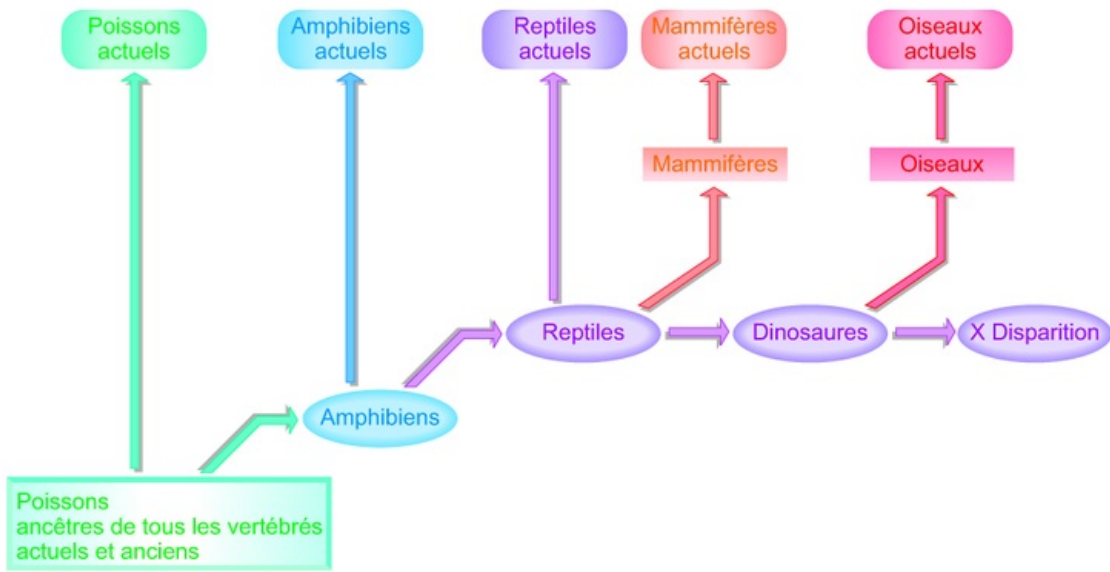 Poissons
actuels
Amphibiens
actuels
Reptiles
actuels
Mammifères
actuels
Oiseaux
actuels
Mammifères
Oiseaux
Reptiles
Dinosaures
X Disparition
Amphibiens
Poissons
ancêtres de tous les vertébrés
actuels et anciens